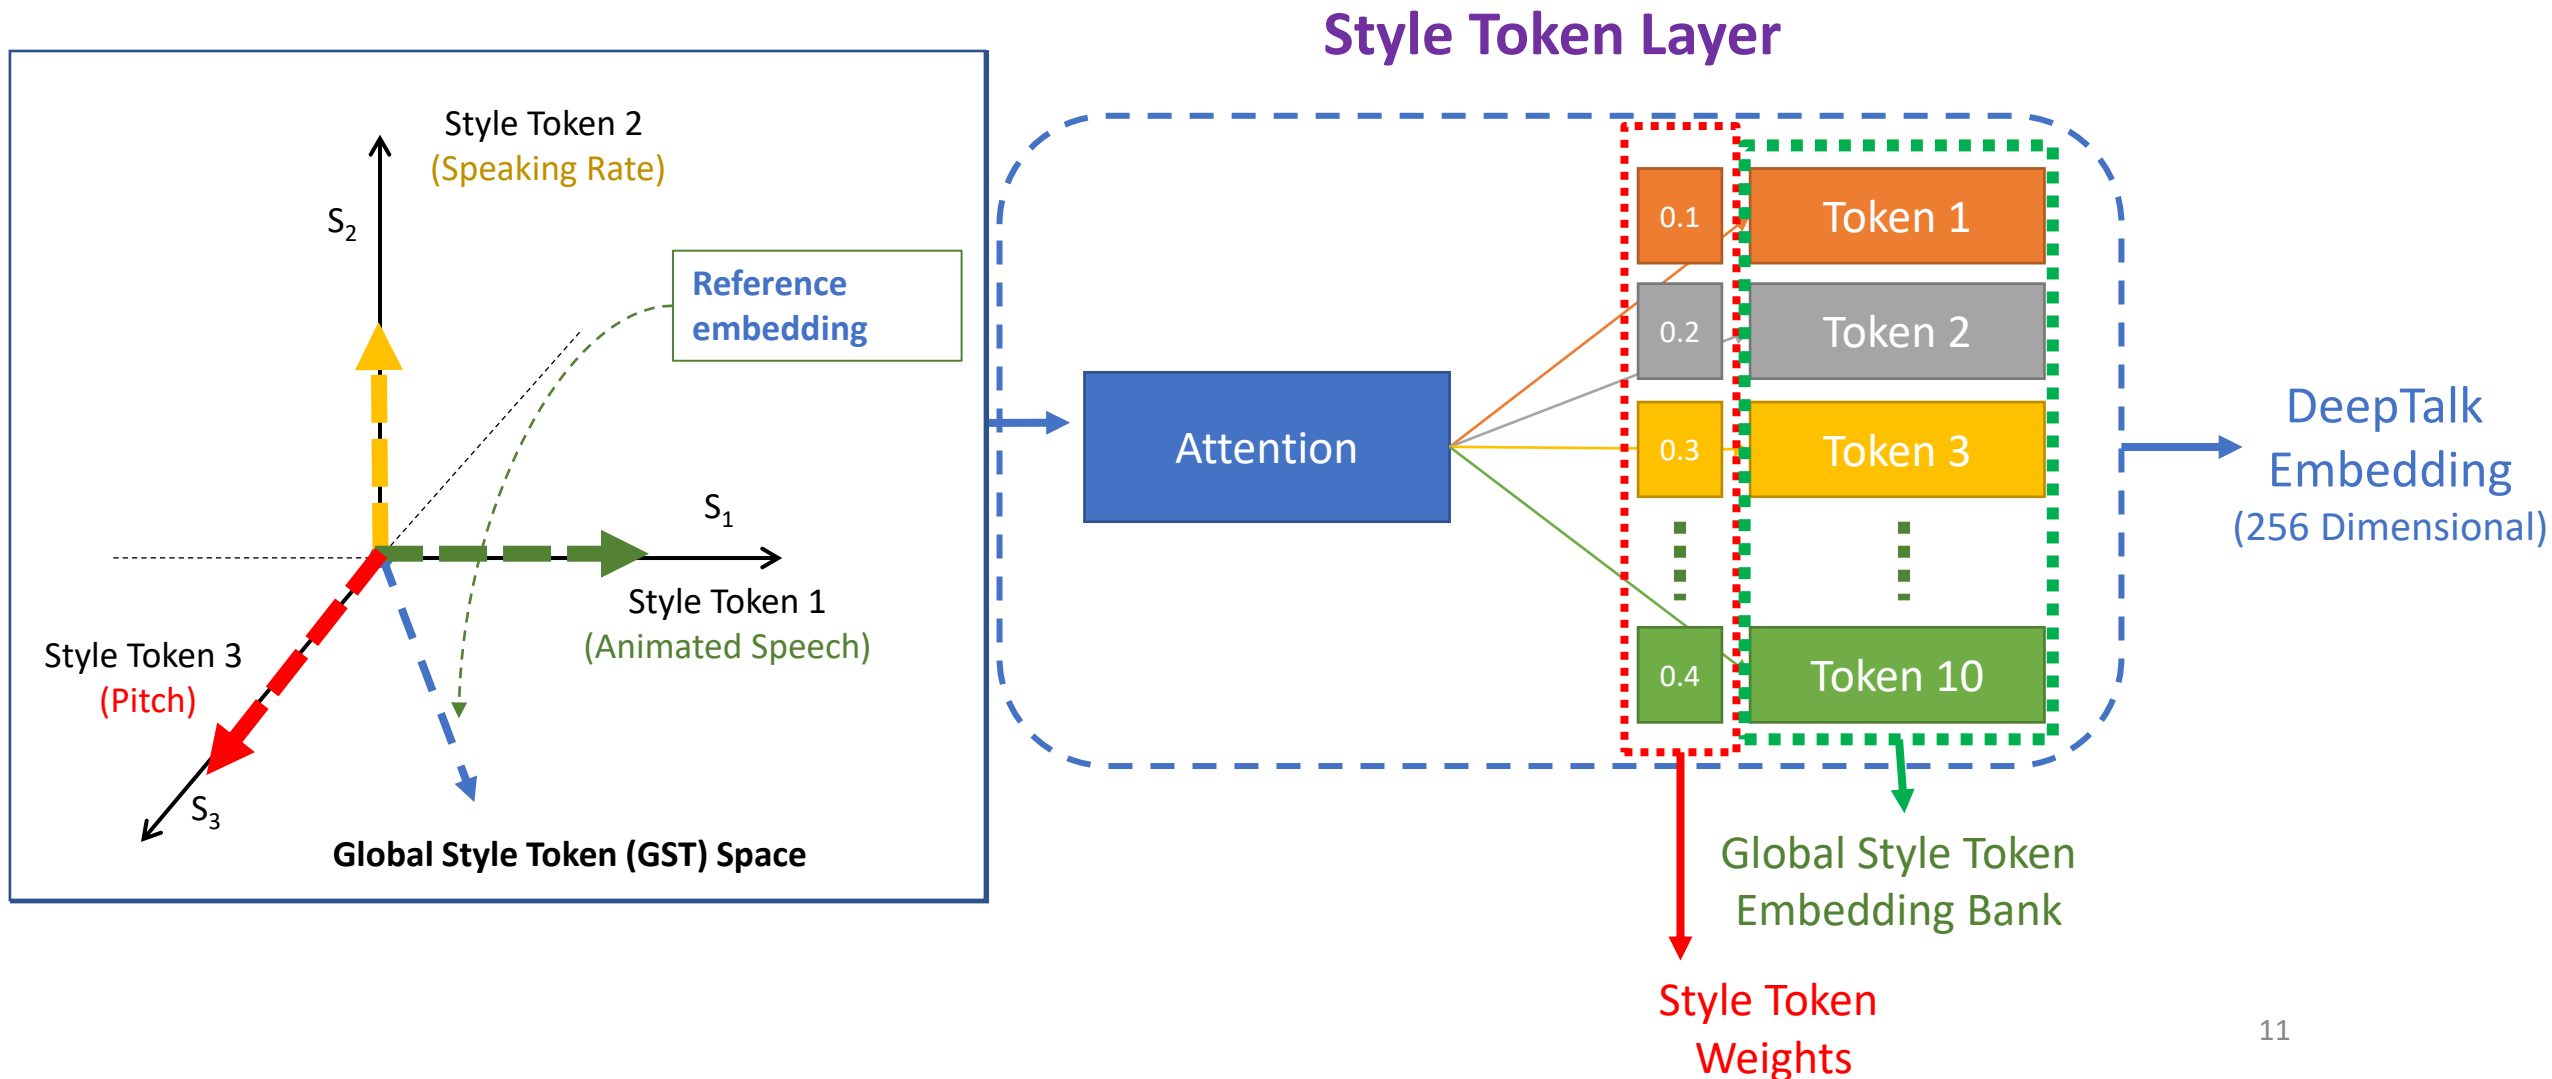 Style Token Layer
Style Token 2
(Speaking Rate)
S2
Reference
embedding
S1
Style Token 1
(Animated Speech)
Style Token 3
(Pitch)
S3
Global Style Token (GST) Space
Attention
0.1
Token 1
0.2
Token 2
0.3
Token 3
0.4
Token 10
DeepTalk
Embedding
(256 Dimensional)
Global Style Token
Embedding Bank
Style Token
Weights
11